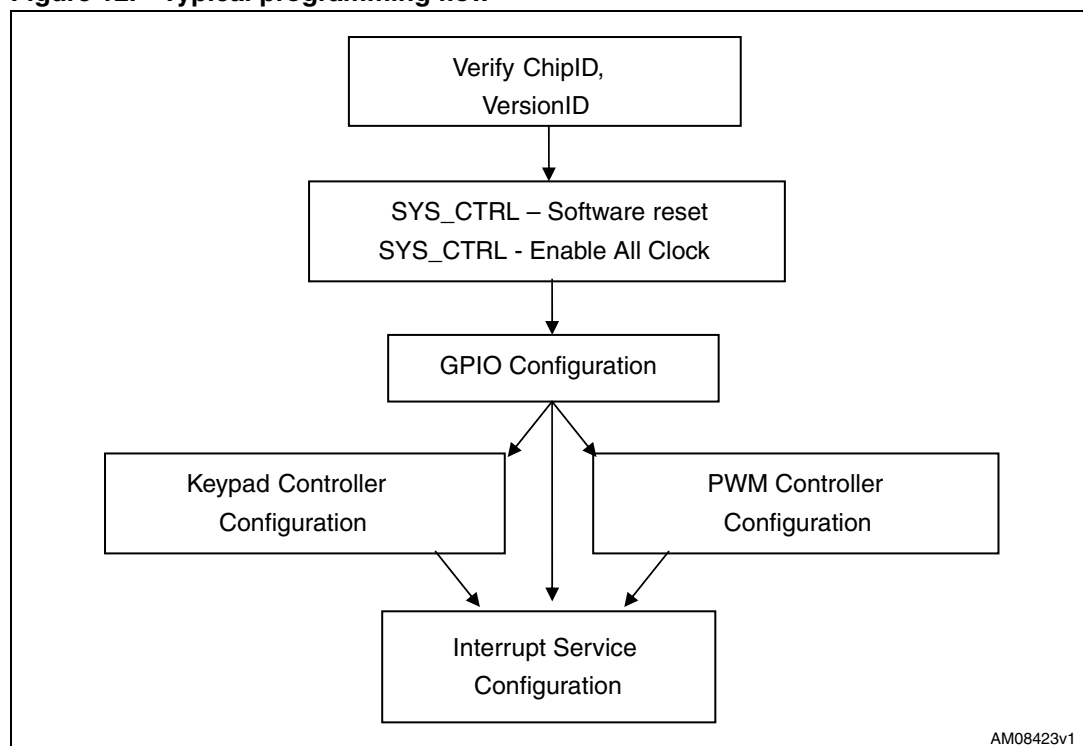 Figure 12. Typical programming flow
Verify ChipID,
VersionID
SYS_CTRL – Software reset
SYS_CTRL - Enable All Clock
GPIO Configuration
Keypad Controller
Configuration
PWM Controller
Configuration
Interrupt Service
Configuration
AM08423v1